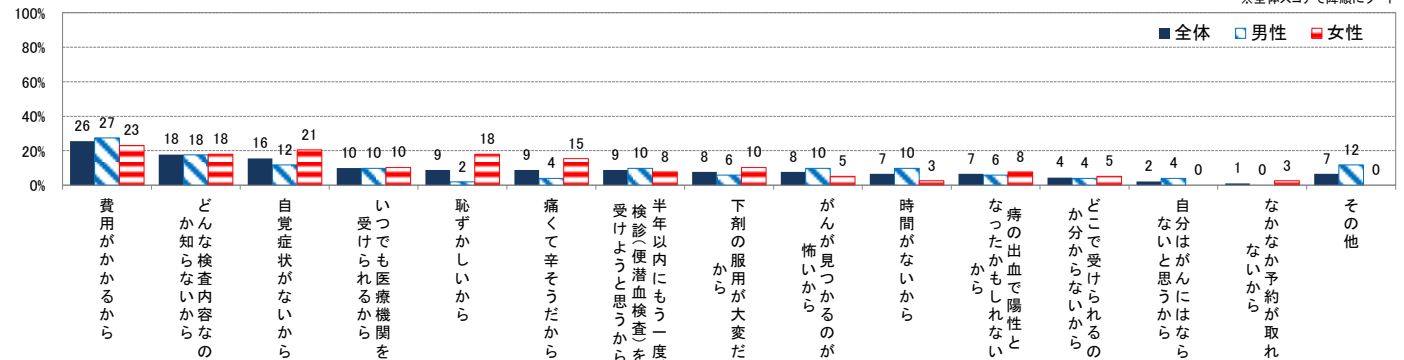 ※全体スコアで降順にソート
100%
80%
60%
40%
20%
0%
全体 男性 女性
26 27 23
18 18 18
16 12 21
10 10 10
9 2 18
9 4 15
9 10 8
8 6 10
8 10 5
7 10 3
7 6 8
4 4 5
2 4 0
1 0 3
7 12 0
費用がかかるから
どんな検査内容なの
か知らないから
自覚症状がないから
いつでも医療機関を
受けられるから
恥ずかしいから
痛くて辛そうだから
半年以内にもう一度
検診(便潜血検査)を
受けようと思うから
下剤の服用が大変だ
から
がんが見つかるのが
怖いから
時間がないから
痔の出血で陽性と
なったかもしれない
から
どこで受けられるの
か分からないから
自分はがんにはなら
ないと思うから
なかなか予約が取れ
ないから
その他